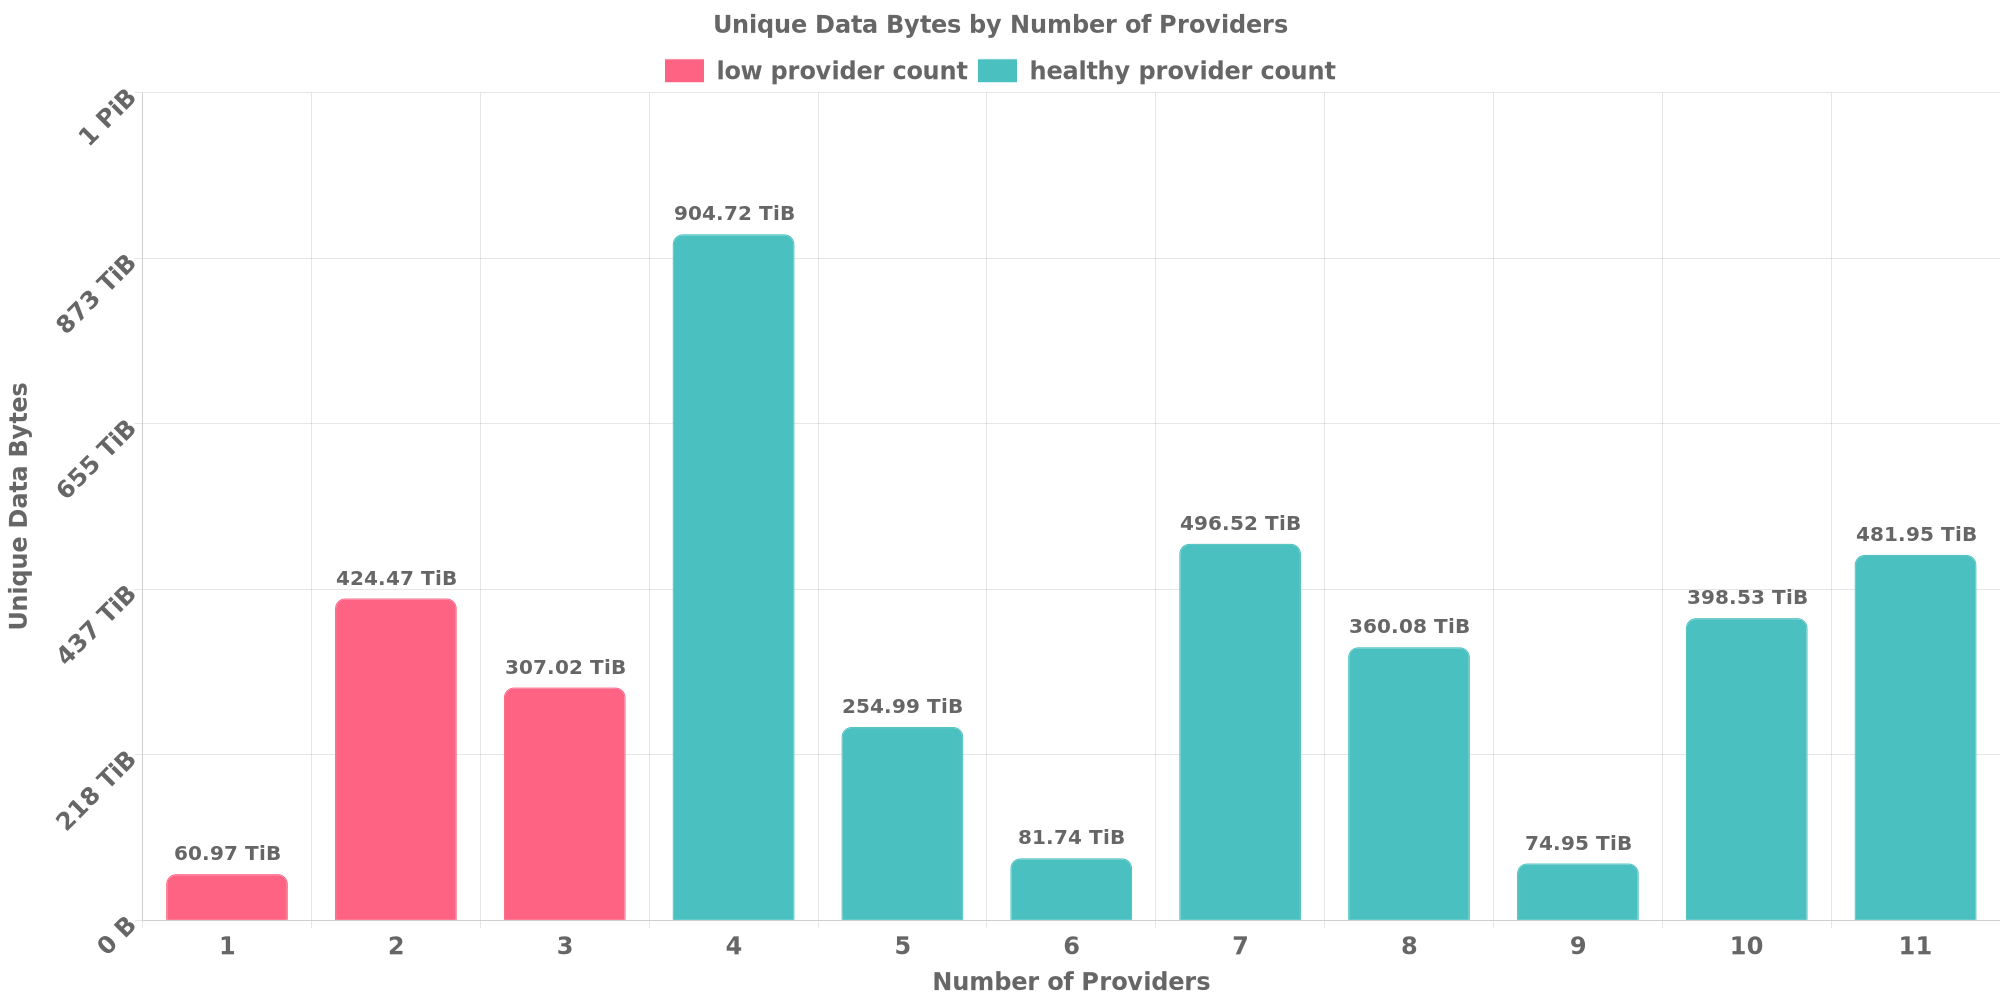 Unique Data Bytes by Number of Providers
low provider count healthy provider count
1 PiB
873 TiB
655 TiB
437 TiB
218 TiB
0 B
Unique Data Bytes
60.97 TiB
424.47 TiB
307.02 TiB
904.72 TiB
254.99 TiB
81.74 TiB
496.52 TiB
360.08 TiB
74.95 TiB
398.53 TiB
481.95 TiB
1 2 3 4 5 6 7 8 9 10 11
Number of Providers